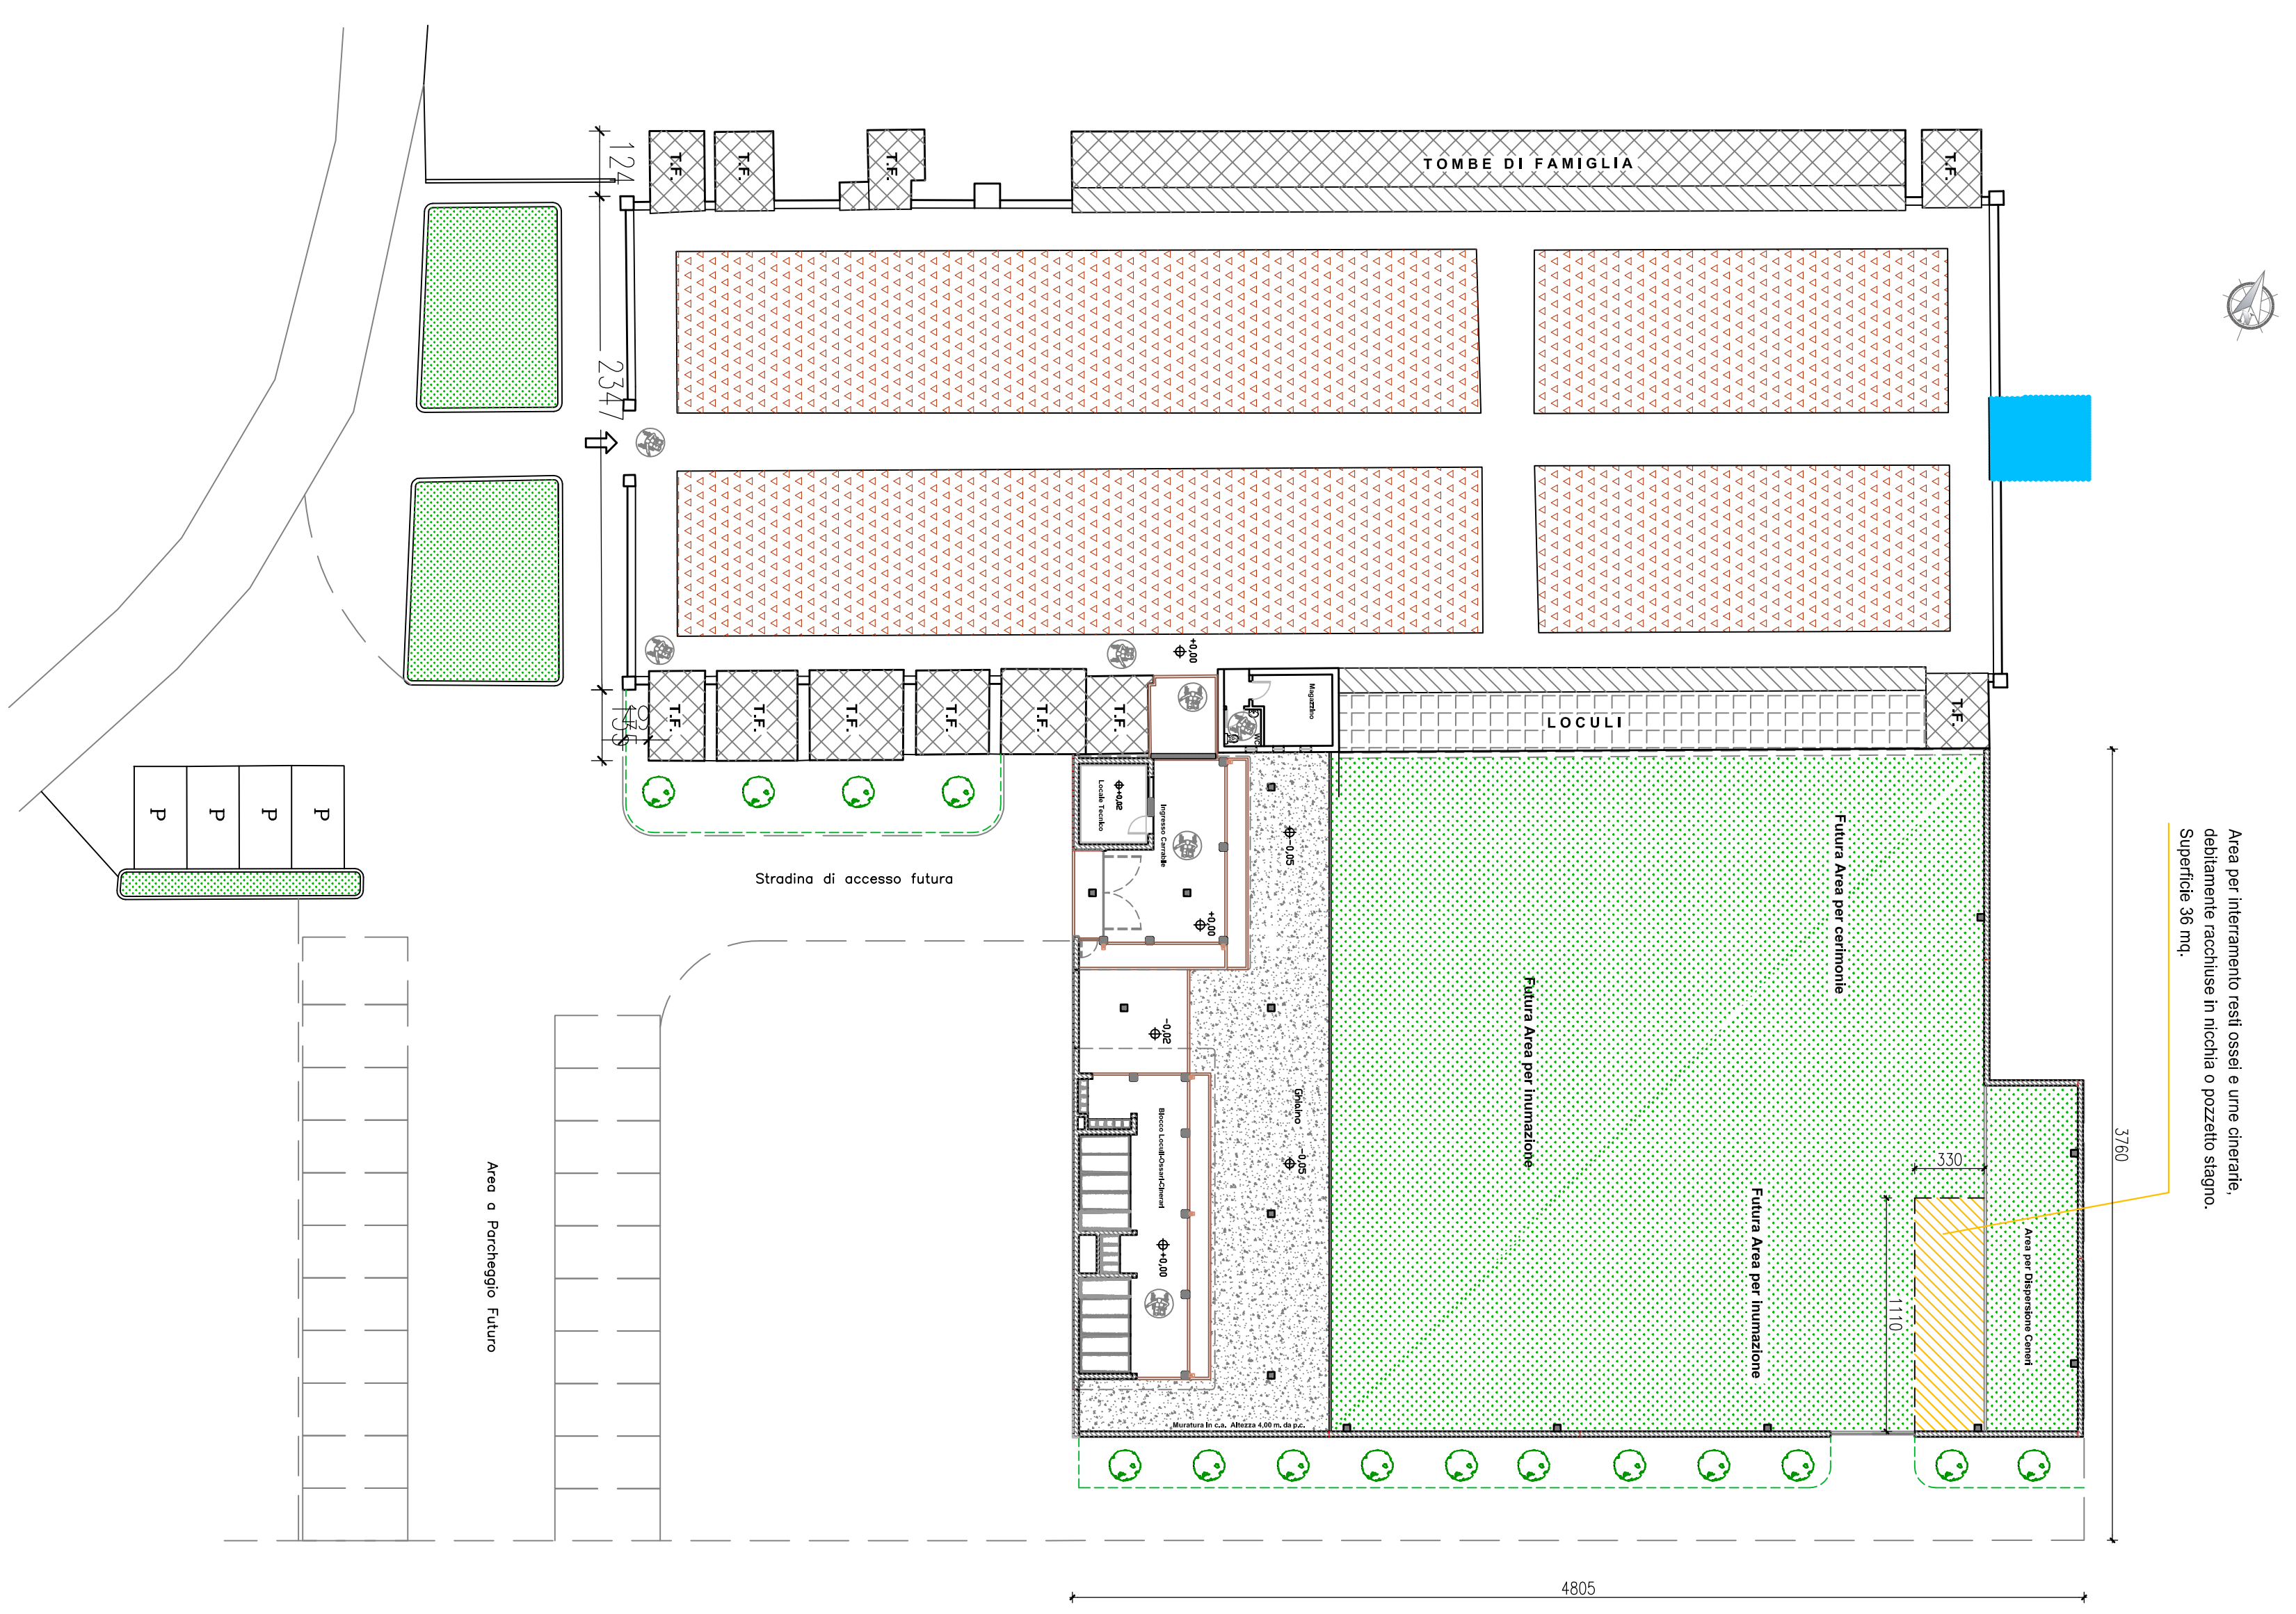 TOMBE DI FAMIGLIA
T.F.
T.F.
T.F.
T.F.
124
2347
+0,00
T.F.
T.F.
T.F.
T.F.
T.F.
T.F.
Magazzino
WC
LOCULI
T.F.
P
P
P
P
Stradina di accesso futura
Area a Parcheggio Futuro
Locale Tecnico
+0,02
Ingresso Carrabile
+0,00
-0,05
-0,02
Ghiaino
-0,05
Blocco Loculi-Ossari-Cinerari
+0,00
Muratura in c.a. Altezza 4,00 m. da p.c.
Futura Area per cerimonie
Futura Area per inumazione
Futura Area per inumazione
Area per Dispersione Ceneri
330
1110
3760
4805
Area per interramento resti ossei e urne cinerarie,
debitamente racchiuse in nicchia o pozzetto stagno.
Superficie 36 mq.